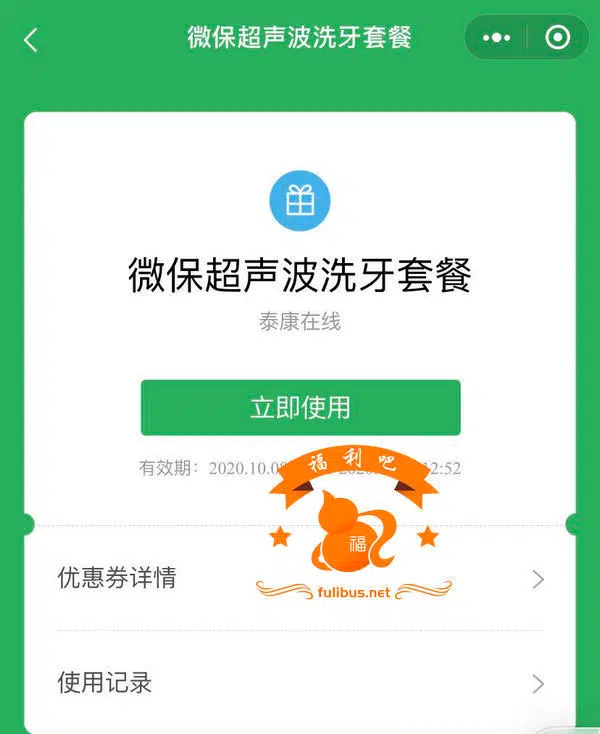 微保超声波洗牙套餐
微保超声波洗牙套餐
泰康在线
立即使用
有效期: 2020.10.0 12:52
福利吧
福
fulibus.net
优惠券详情
使用记录